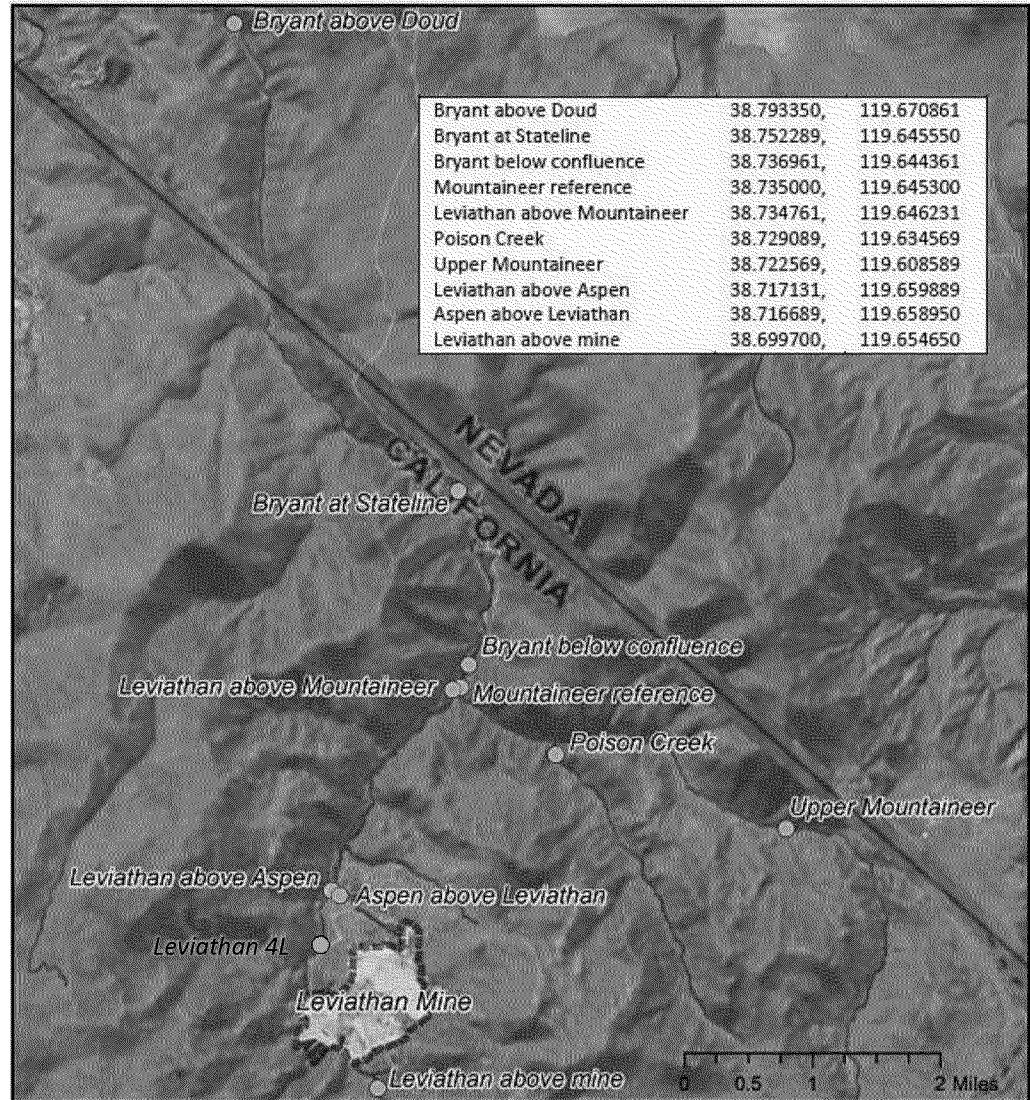 Bryant above Doud
Bryant above Doud 38.793350, 119.670861
Bryant at Stateline 38.752289, 119.645550
Bryant below confluence 38.736961, 119.644361
Mountaineer reference 38.735000, 119.645300
Leviathan above Mountaineer 38.734761, 119.646231
Poison Creek 38.729089, 119.634569
Upper Mountaineer 38.722569, 119.608589
Leviathan above Aspen 38.717131, 119.659889
Aspen above Leviathan 38.716689, 119.658950
Leviathan above mine 38.699700, 119.654650
NEVADA
CALIFORNIA
Bryant at Stateline
Bryant below confluence
Leviathan above Mountaineer
Mountaineer reference
Poison Creek
Upper Mountaineer
Leviathan above Aspen
Aspen above Leviathan
Leviathan 4L
Leviathan Mine
Leviathan above mine
0 0.5 1 2 Miles